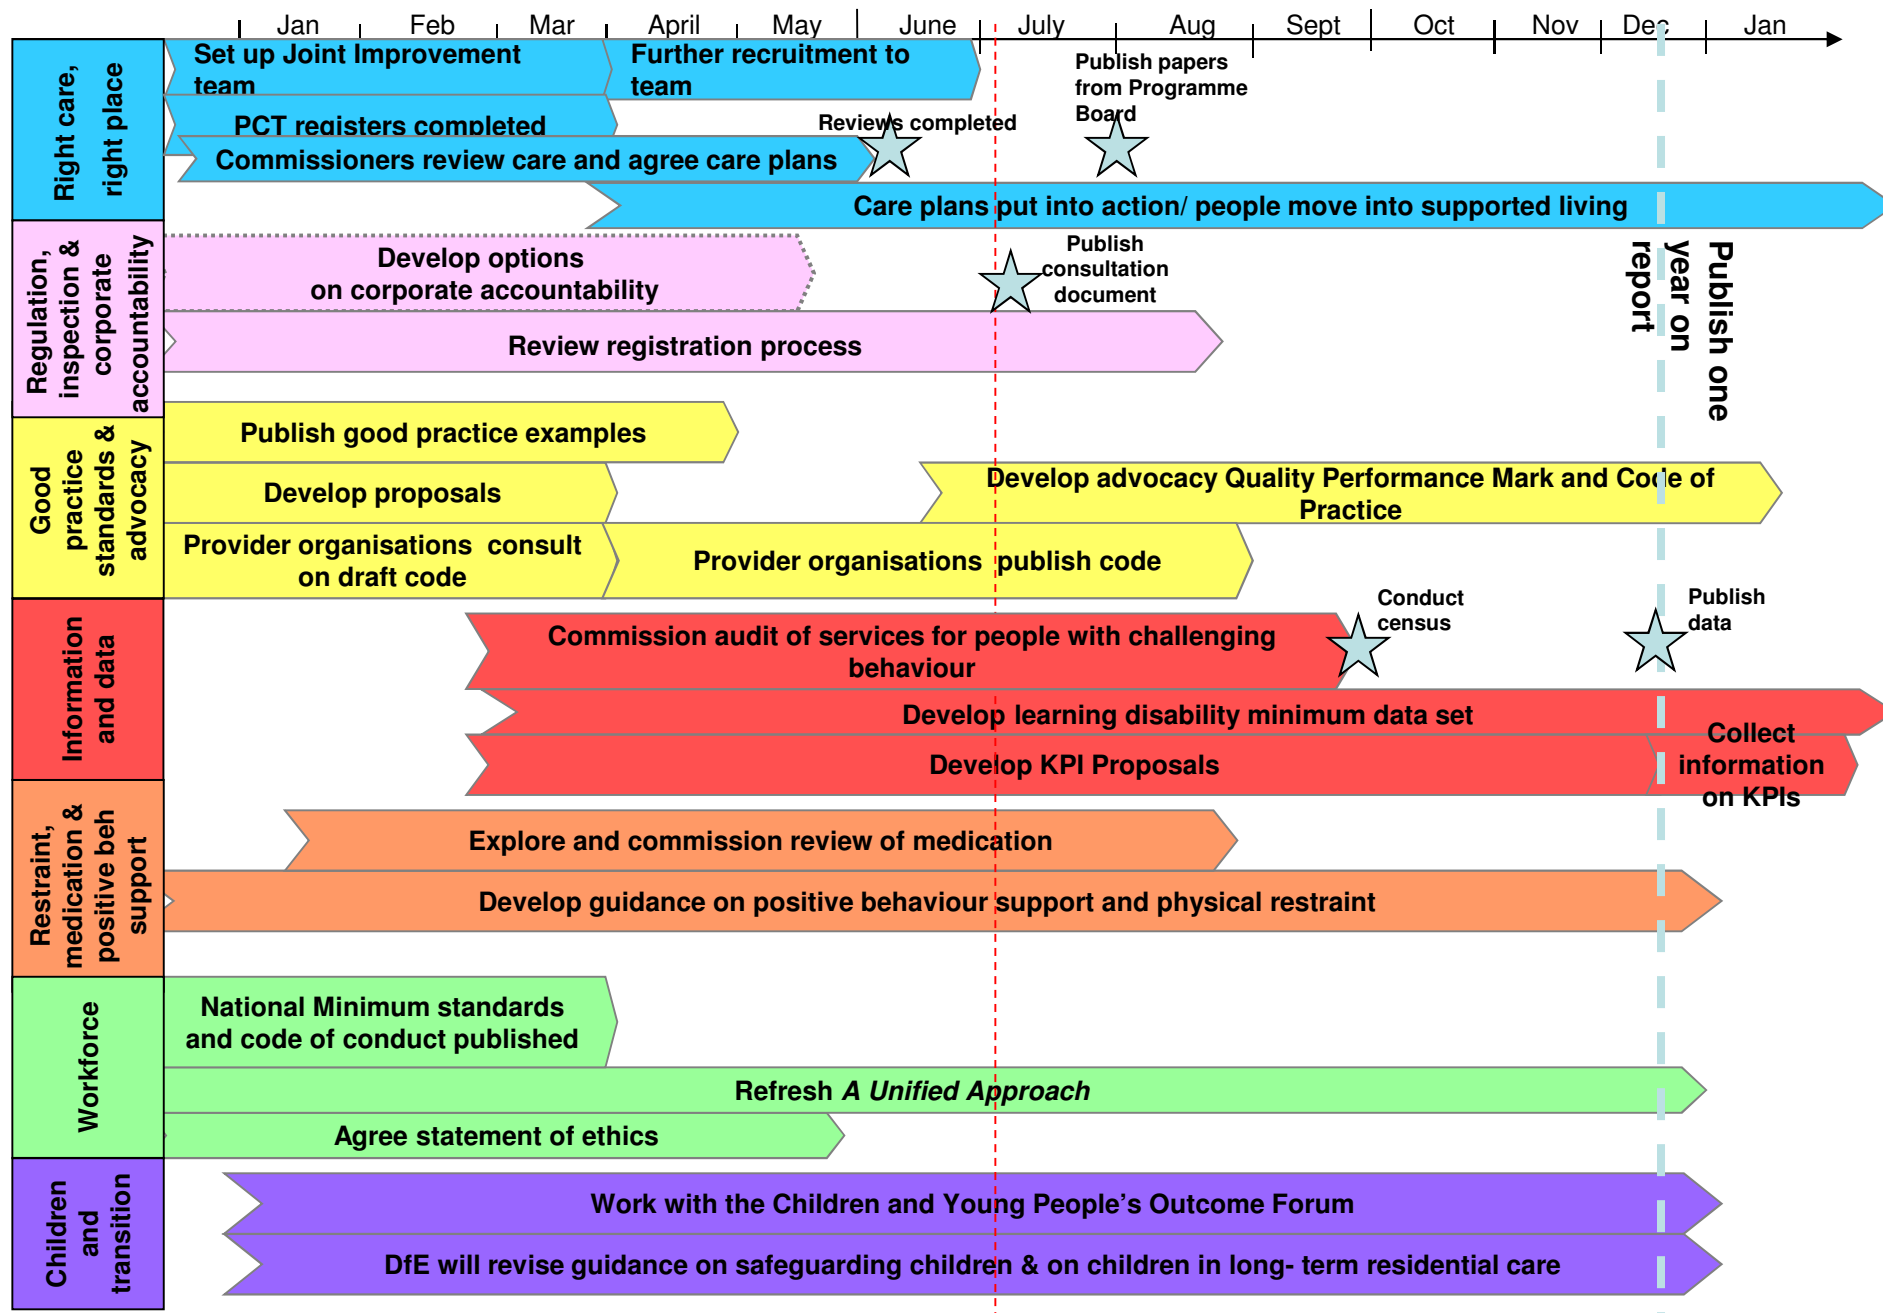 Jan Feb Mar April May June July Aug Sept Oct Nov Dec Jan
Right care,
right place
Set up Joint Improvement
team
Further recruitment to
team
Publish papers
from Programme
Board
PCT registers completed
Reviews completed
Commissioners review care and agree care plans
Care plans put into action/ people move into supported living
Regulation,
inspection &
corporate
accountability
Develop options
on corporate accountability
Publish
consultation
document
Publish one
year on
report
Review registration process
Good
practice
standards &
advocacy
Publish good practice examples
Develop proposals
Develop advocacy Quality Performance Mark and Code of
Practice
Provider organisations consult
on draft code
Provider organisations publish code
Information
and data
Commission audit of services for people with challenging
behaviour
Conduct
census
Publish
data
Develop learning disability minimum data set
Develop KPI Proposals
Collect
information
on KPIs
Restraint,
medication &
positive beh
support
Explore and commission review of medication
Develop guidance on positive behaviour support and physical restraint
Workforce
National Minimum standards
and code of conduct published
Refresh A Unified Approach
Agree statement of ethics
Children
and
transition
Work with the Children and Young People’s Outcome Forum
DfE will revise guidance on safeguarding children & on children in long- term residential care